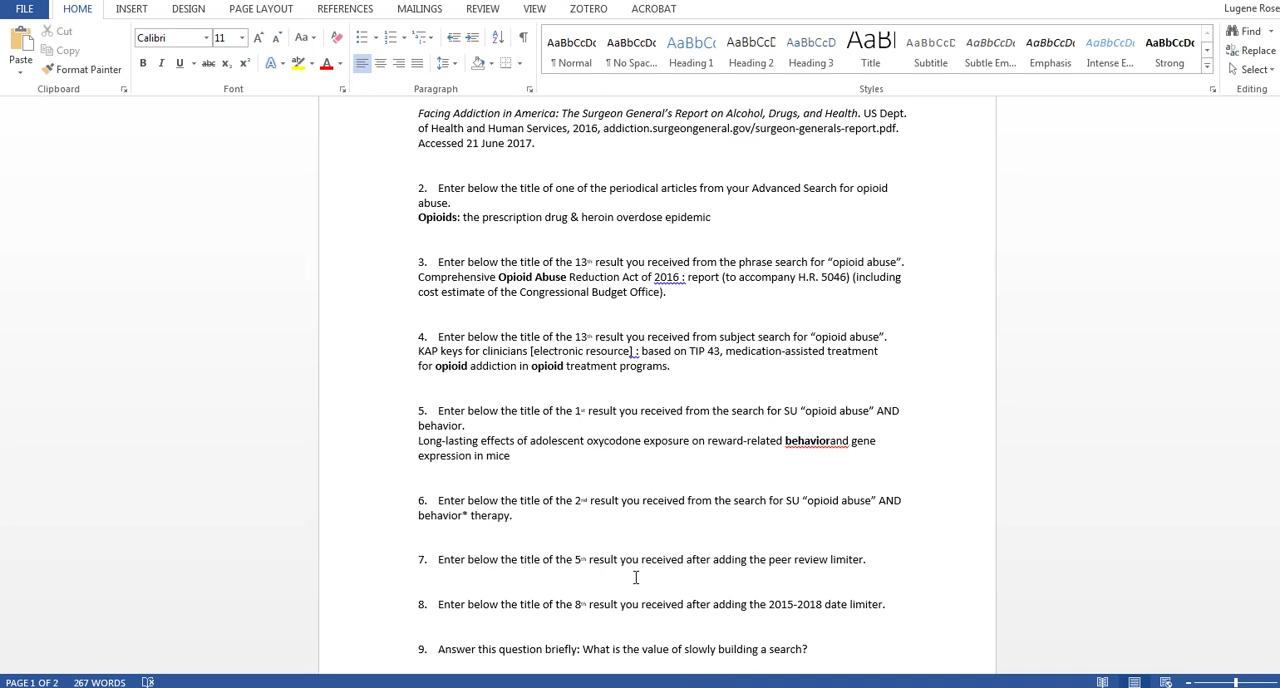 FILE HOME INSERT DESIGN PAGE LAYOUT REFERENCES MAILINGS REVIEW VIEW ZOTERO ACROBAT Lugene Rose
Cut
Copy
Format Painter
Paste
Calibri 11
AaBbCcDc AaBbCcDc AaBbCc AaBbCcD AaBbCcD AaBl AaBbCcD AaBbCcDc AaBbCcDc AaBbCcDc AaBbCcDc
¶ Normal ¶ No Spac... Heading 1 Heading 2 Heading 3 Title Subtitle Subtle Em... Emphasis Intense E... Strong
Find
Replace
Select
Clipboard Font Paragraph Styles Editing
Facing Addiction in America: The Surgeon General's Report on Alcohol, Drugs, and Health. US Dept.
of Health and Human Services, 2016, addiction.surgeongeneral.gov/surgeon-generals-report.pdf.
Accessed 21 June 2017.
2. Enter below the title of one of the periodical articles from your Advanced Search for opioid
abuse.
Opioids: the prescription drug & heroin overdose epidemic
3. Enter below the title of the 13th result you received from the phrase search for “opioid abuse”.
Comprehensive Opioid Abuse Reduction Act of 2016 : report (to accompany H.R. 5046) (including
cost estimate of the Congressional Budget Office).
4. Enter below the title of the 13th result you received from subject search for “opioid abuse”.
KAP keys for clinicians [electronic resource] : based on TIP 43, medication-assisted treatment
for opioid addiction in opioid treatment programs.
5. Enter below the title of the 1st result you received from the search for SU “opioid abuse” AND
behavior.
Long-lasting effects of adolescent oxycodone exposure on reward-related behaviorand gene
expression in mice
6. Enter below the title of the 2nd result you received from the search for SU “opioid abuse” AND
behavior* therapy.
7. Enter below the title of the 5th result you received after adding the peer review limiter.
8. Enter below the title of the 8th result you received after adding the 2015-2018 date limiter.
9. Answer this question briefly: What is the value of slowly building a search?
PAGE 1 OF 2 267 WORDS